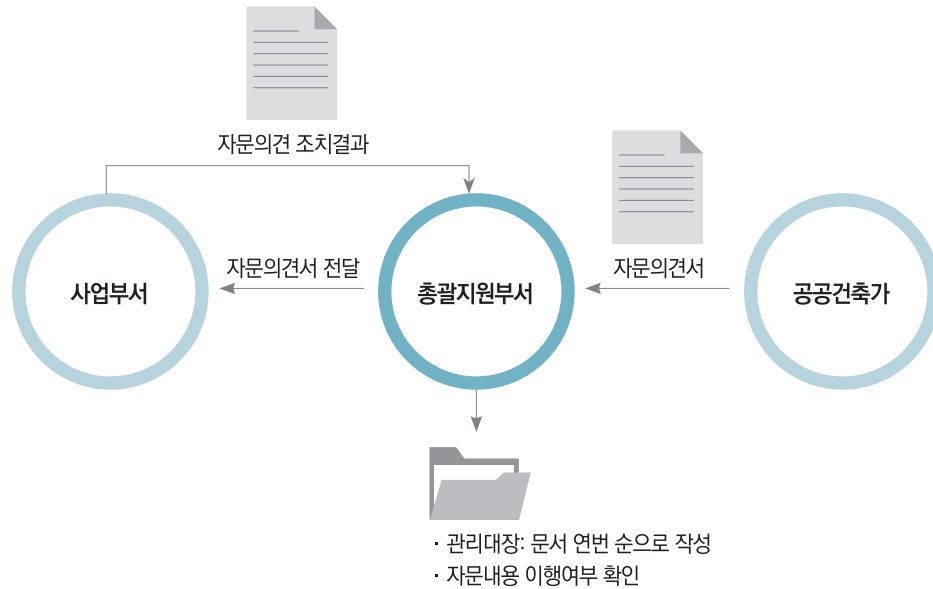 자문의견 조치결과
자문의견서 전달
자문의견서
사업부서
총괄지원부서
공공건축가
· 관리대장: 문서 연번 순으로 작성
· 자문내용 이행여부 확인